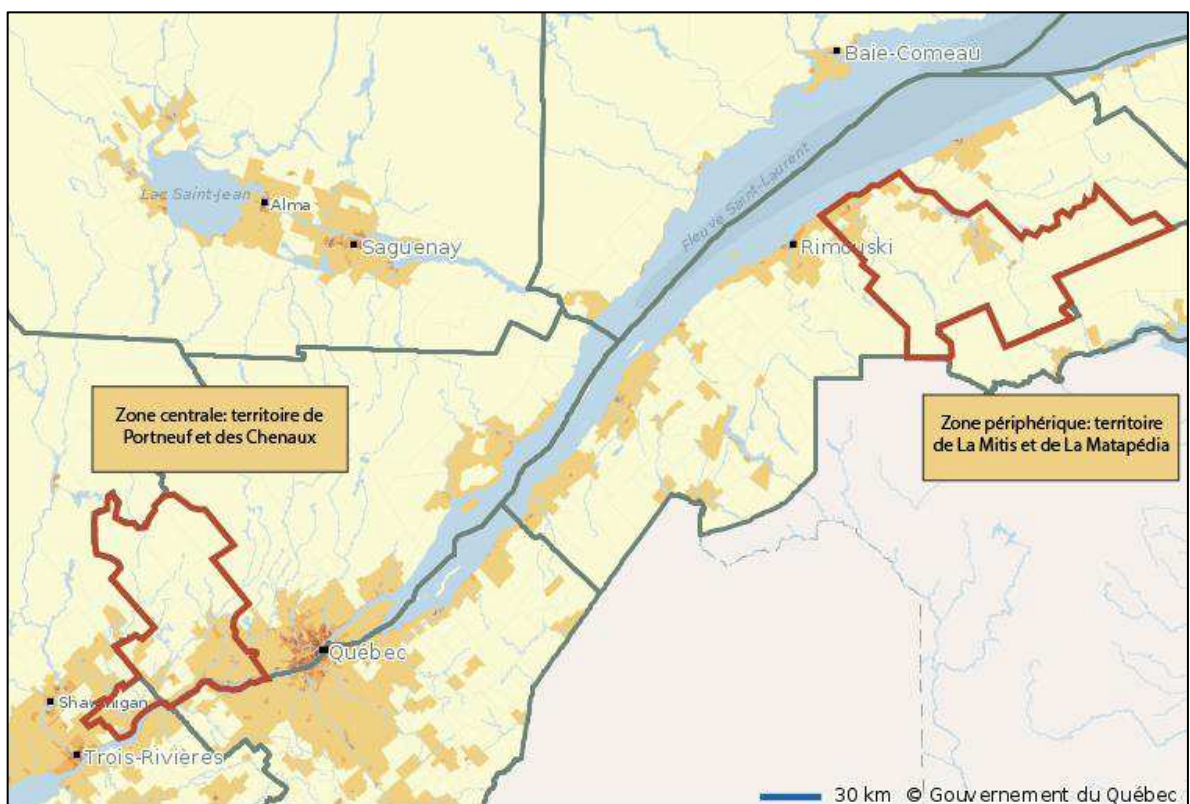 Baie-Comeau
Fleuve Saint-Laurent
Lac Saint-Jean
Alma
Saguenay
Rimouski
Zone centrale: territoire de
Portneuf et des Chenaux
Zone périphérique: territoire
de La Mitis et de La Matapédia
Québec
Shawinigan
Trois-Rivières
30 km © Gouvernement du Québec